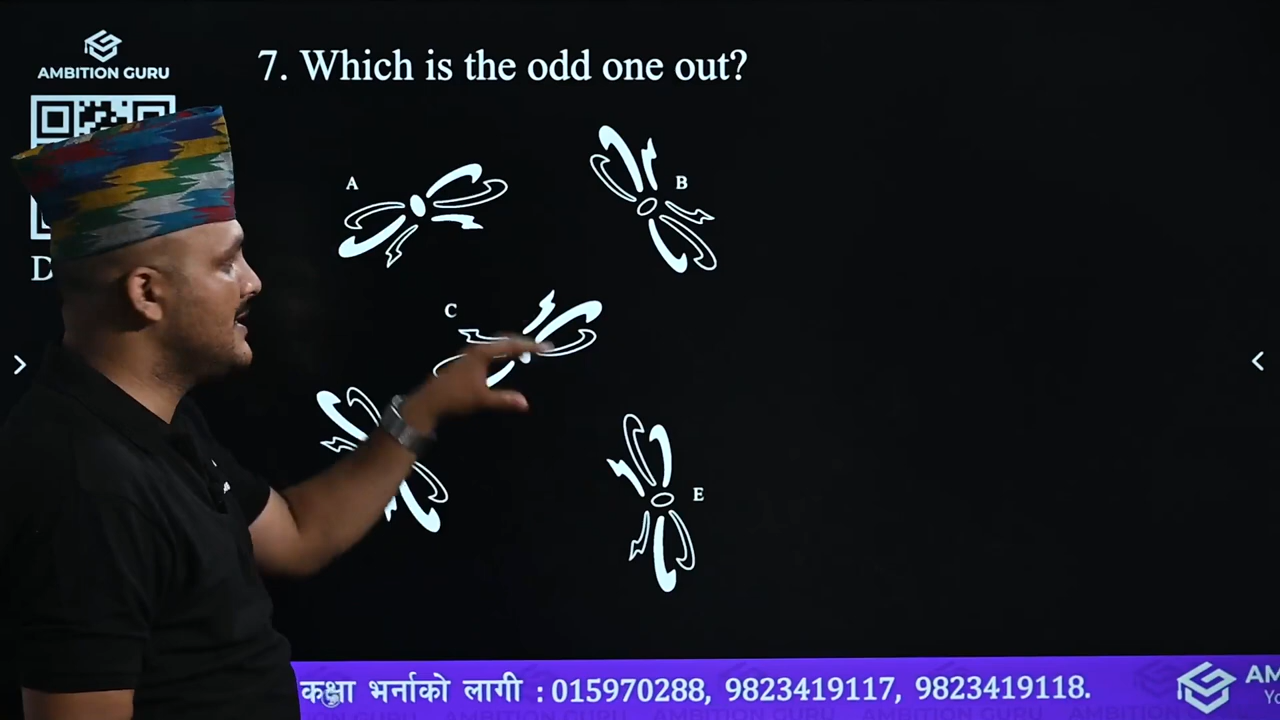 AMBITION GURU
7. Which is the odd one out?
A
B
C
E
कक्षा भर्नाको लागी : 015970288, 9823419117, 9823419118.